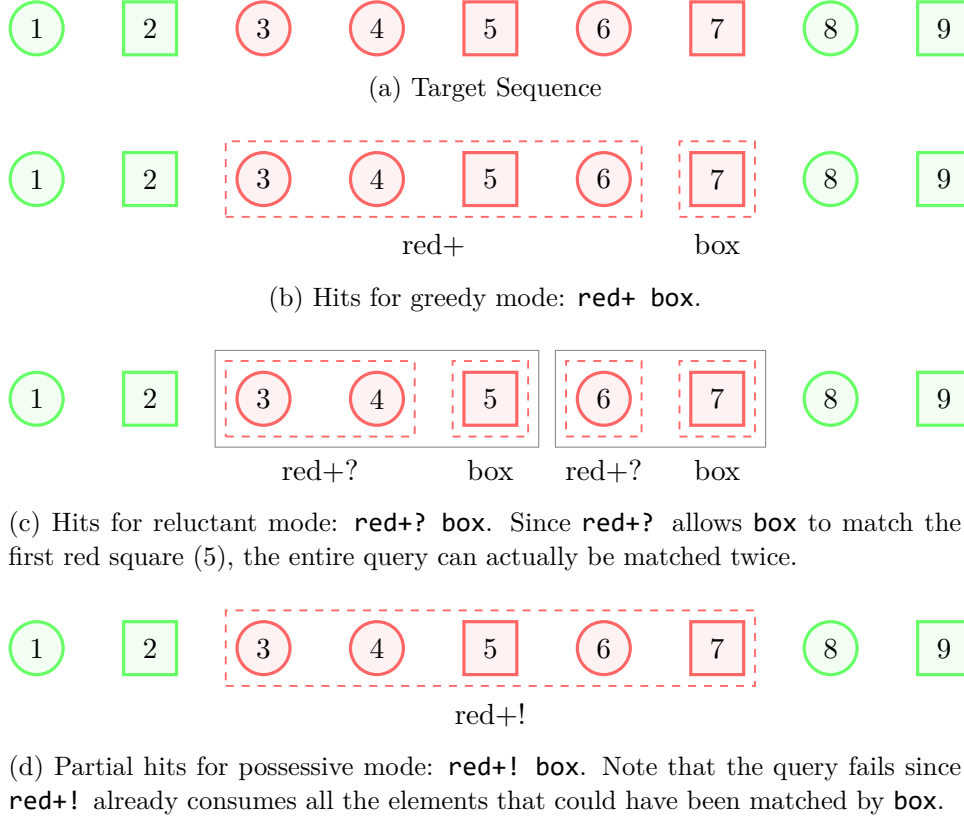 1 2 3 4 5 6 7 8 9
(a) Target Sequence
1 2 3 4 5 6 7 8 9
red+ box
(b) Hits for greedy mode: red+ box.
1 2 3 4 5 6 7 8 9
red+? box red+? box
(c) Hits for reluctant mode: red+? box. Since red+? allows box to match the
first red square (5), the entire query can actually be matched twice.
1 2 3 4 5 6 7 8 9
red+!
(d) Partial hits for possessive mode: red+! box. Note that the query fails since
red+! already consumes all the elements that could have been matched by box.